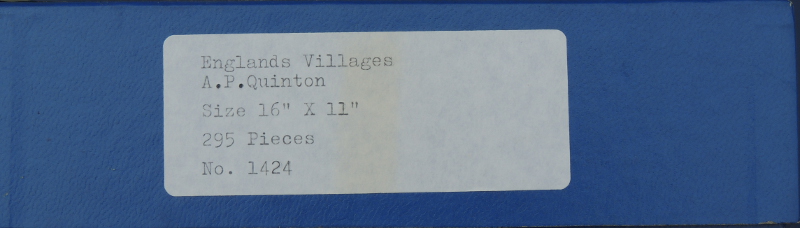 Englands Villages
A.P.Quinton
Size 16" X 11"
295 Pieces
No. 1424